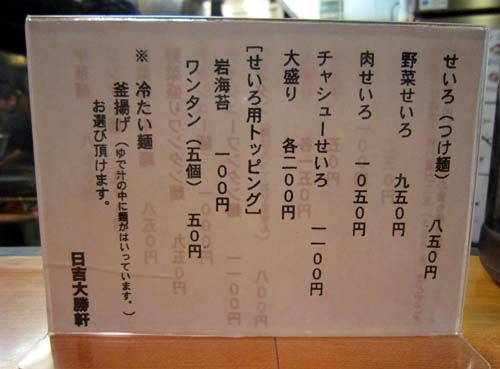 せいろ（つけ麺） 八五〇円
野菜せいろ 九五〇円
肉せいろ 一〇五〇円
チャシューせいろ 一一〇〇円
大盛り 各二〇〇円
［せいろ用トッピング］
岩海苔 一〇〇円
ワンタン（五個） 五〇円
※ 冷たい麺
釜揚げ（ゆで汁の中に麺がはいっています。）
お選び頂けます。
日吉大勝軒